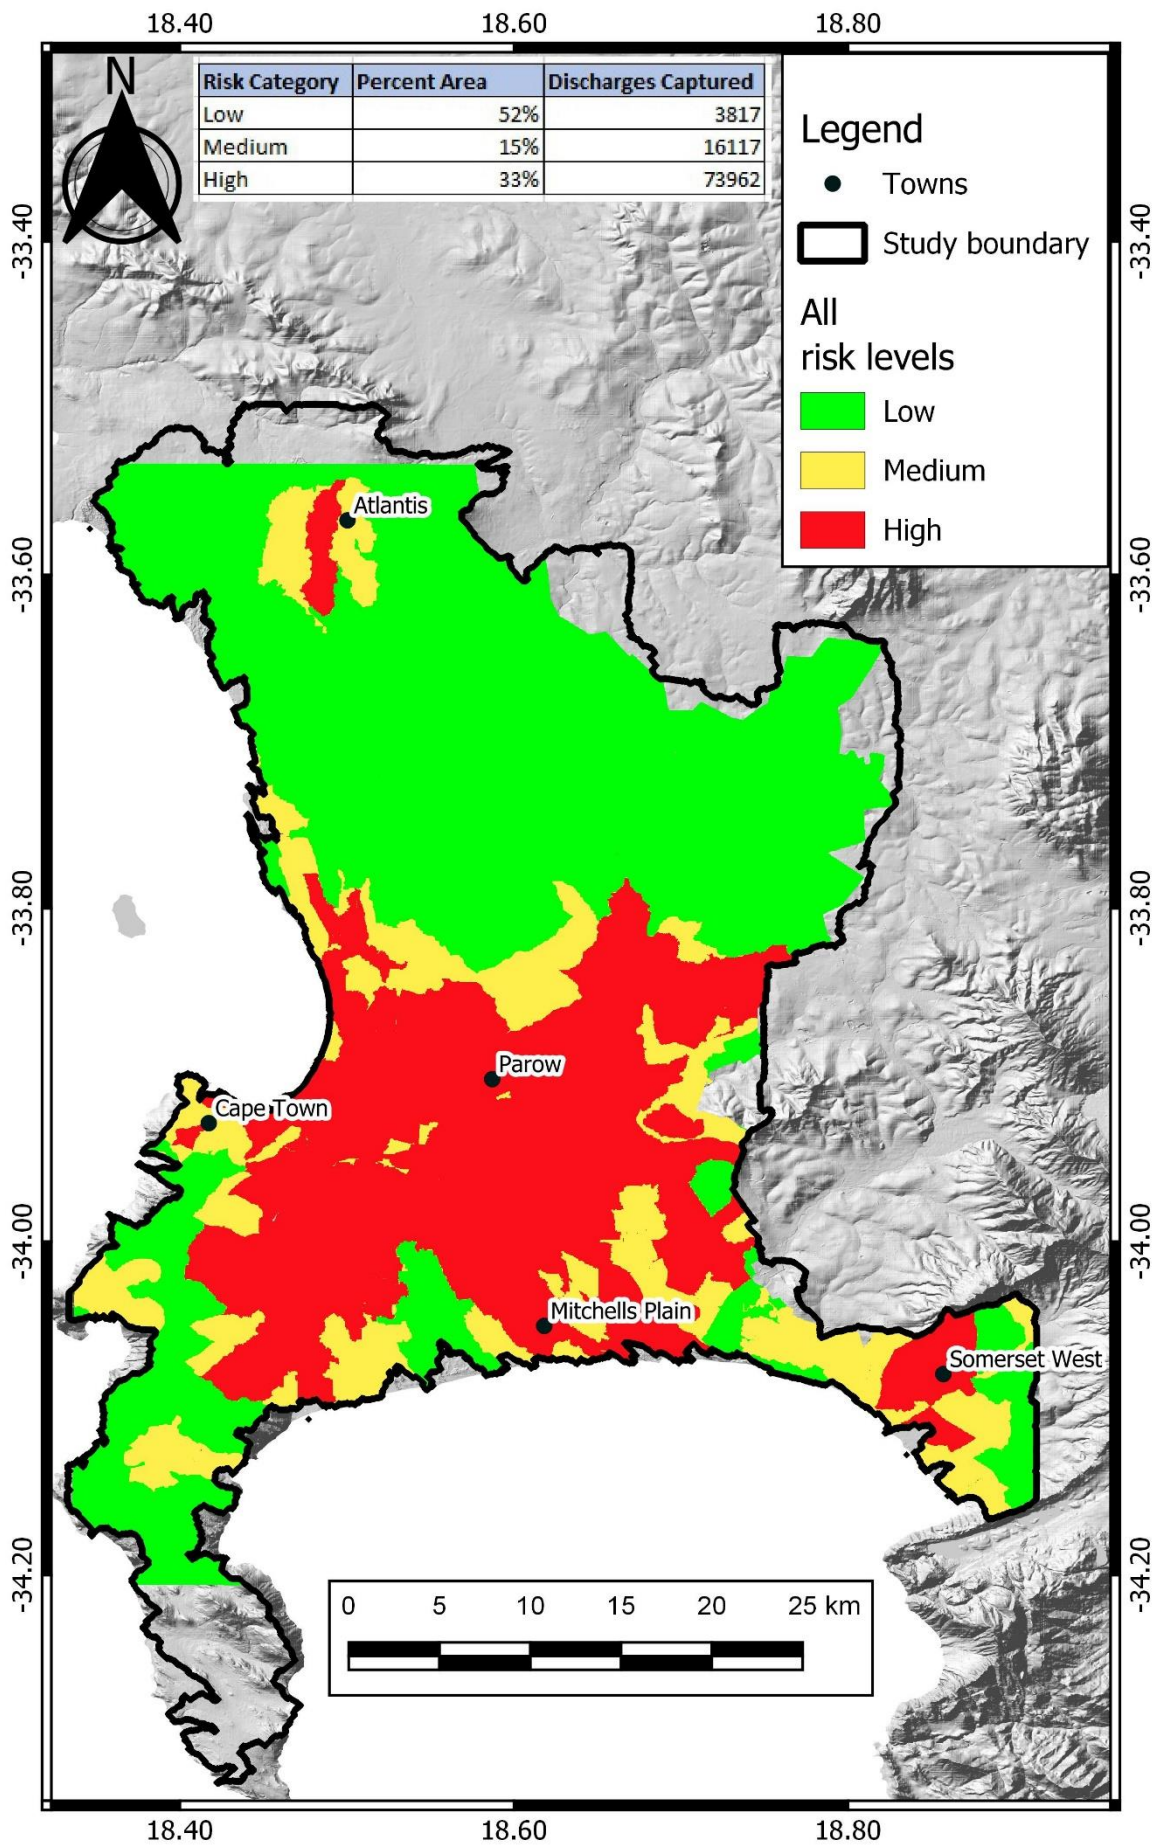 18.40 18.60 18.80
N
Risk Category Percent Area Discharges Captured
Low 52% 3817
Medium 15% 16117
High 33% 73962
Legend
Towns
Study boundary
All
risk levels
Low
Medium
High
-33.40 -33.40
Atlantis
-33.60 -33.60
-33.80 -33.80
Parow
Cape Town
-34.00 -34.00
Mitchells Plain
Somerset West
-34.20 -34.20
0 5 10 15 20 25 km
18.40 18.60 18.80